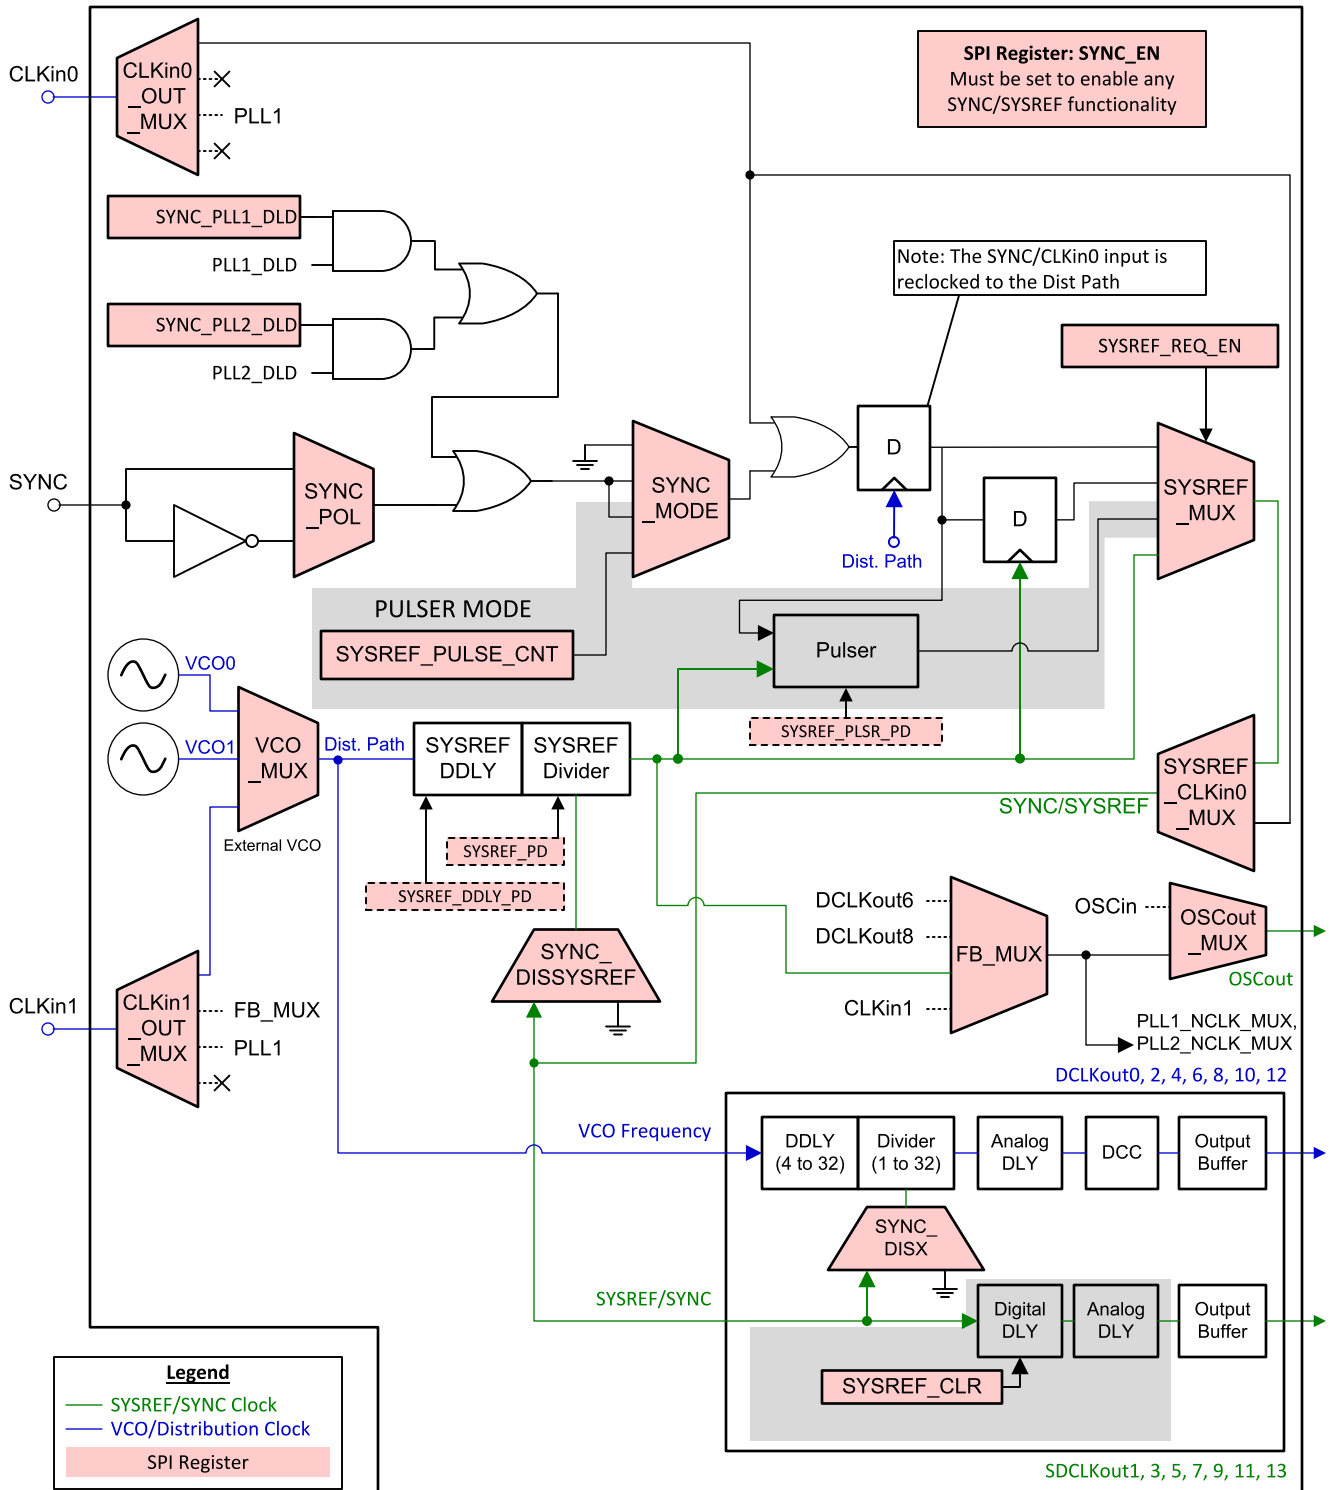 CLKin0
CLKin0
_OUT
_MUX
PLL1
SPI Register: SYNC_EN
Must be set to enable any
SYNC/SYSREF functionality
SYNC_PLL1_DLD
PLL1_DLD
SYNC_PLL2_DLD
PLL2_DLD
Note: The SYNC/CLKin0 input is
reclocked to the Dist Path
SYSREF_REQ_EN
SYNC
SYNC
_POL
SYNC
_MODE
D
Dist. Path
D
SYSREF
_MUX
PULSER MODE
SYSREF_PULSE_CNT
Pulser
SYSREF_PLSR_PD
VCO0
VCO1
VCO
_MUX
External VCO
Dist. Path
SYSREF
DDLY
SYSREF
Divider
SYSREF_PD
SYSREF_DDLY_PD
SYNC/SYSREF
SYSREF
_CLKin0
_MUX
SYNC_
DISSYSREF
DCLKout6
DCLKout8
CLKin1
FB_MUX
OSCin
OSCout
_MUX
OSCout
PLL1_NCLK_MUX,
PLL2_NCLK_MUX
CLKin1
CLKin1
_OUT
_MUX
FB_MUX
PLL1
DCLKout0, 2, 4, 6, 8, 10, 12
VCO Frequency
DDLY
(4 to 32)
Divider
(1 to 32)
Analog
DLY
DCC
Output
Buffer
SYNC_
DISX
SYSREF/SYNC
Digital
DLY
Analog
DLY
Output
Buffer
SYSREF_CLR
SDCLKout1, 3, 5, 7, 9, 11, 13
Legend
SYSREF/SYNC Clock
VCO/Distribution Clock
SPI Register